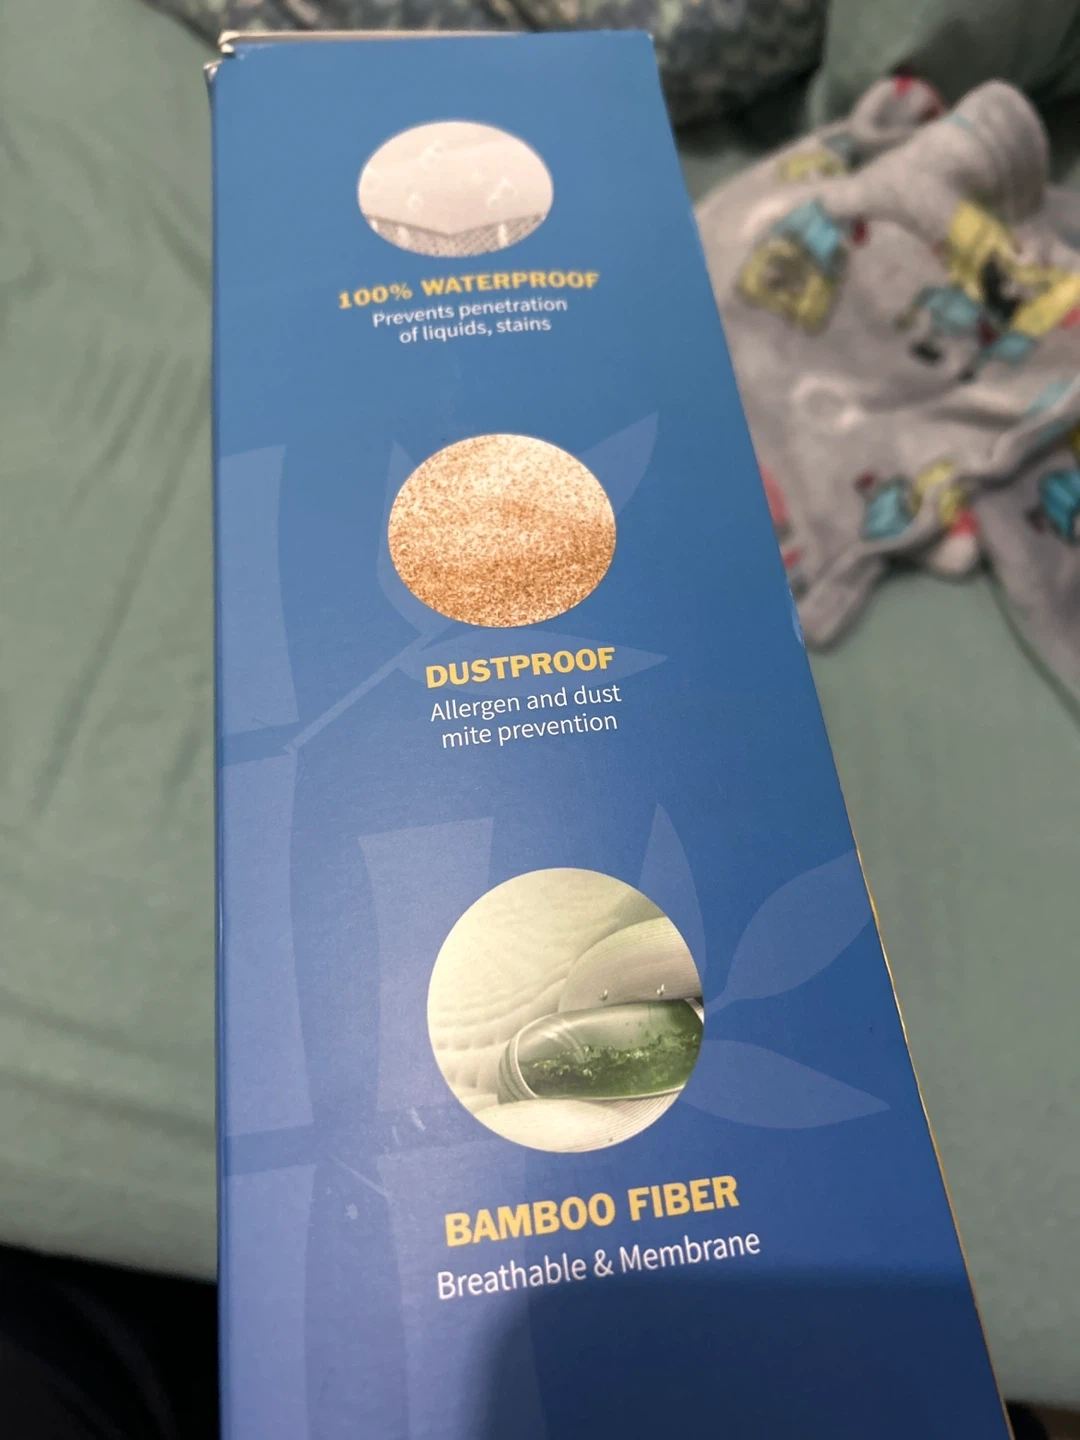 100% WATERPROOF
Prevents penetration
of liquids, stains
DUSTPROOF
Allergen and dust
mite prevention
BAMBOO FIBER
Breathable & Membrane